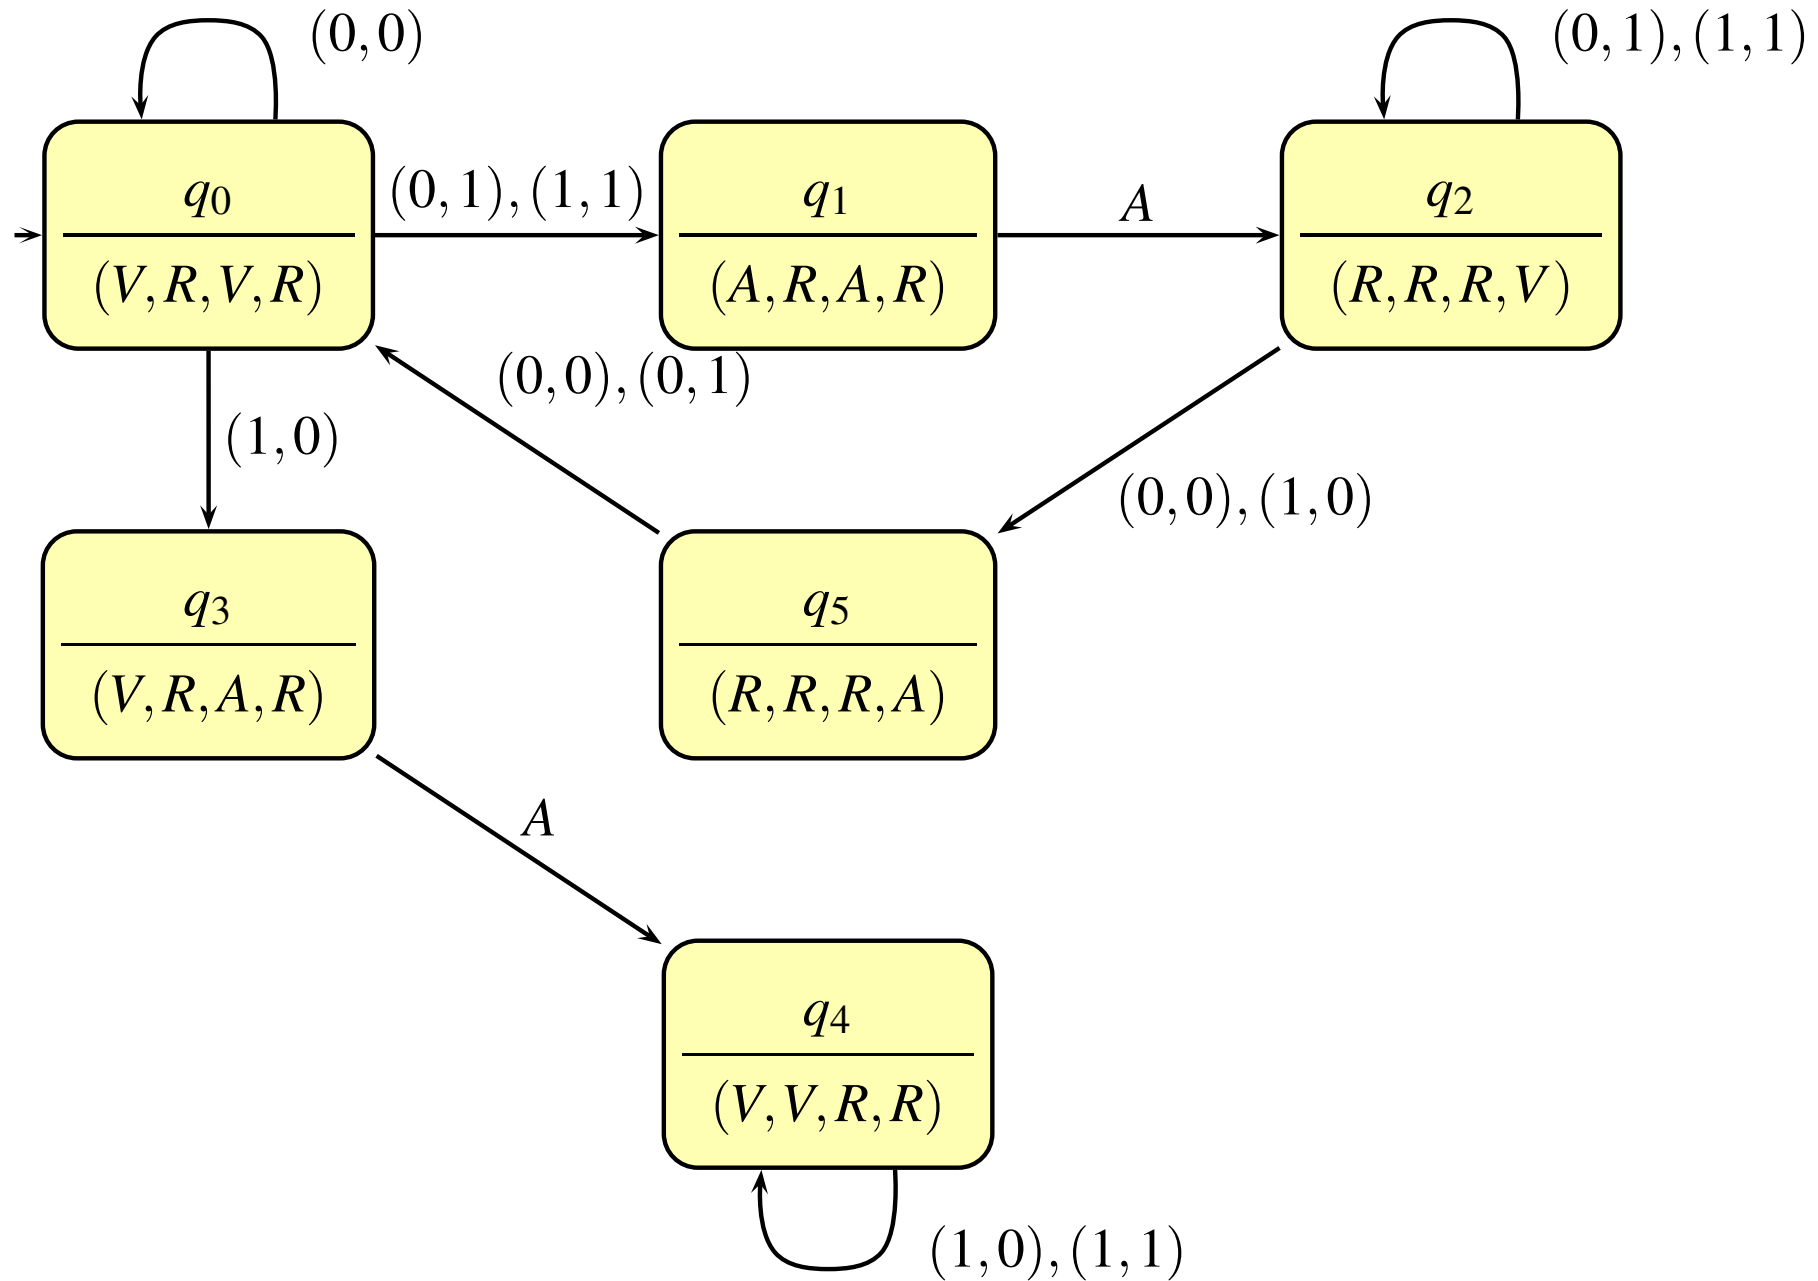 (0,0)
(0,1),(1,1)
q0
(V,R,V,R)
(0,1),(1,1)
q1
(A,R,A,R)
A
q2
(R,R,R,V)
(1,0)
(0,0),(0,1)
(0,0),(1,0)
q3
(V,R,A,R)
q5
(R,R,R,A)
A
q4
(V,V,R,R)
(1,0),(1,1)